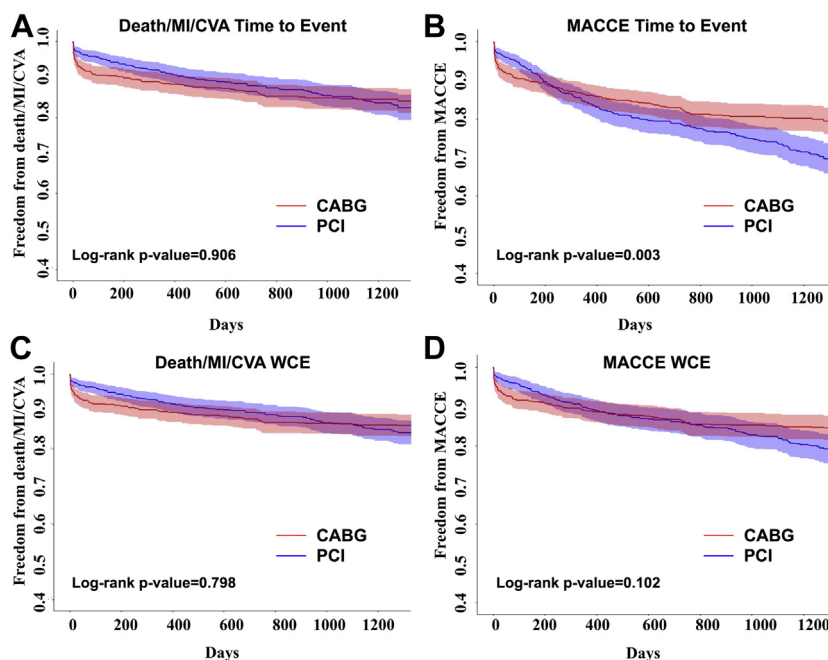 A
Death/MI/CVA Time to Event
Freedom from death/MI/CVA
1.0
0.9
0.8
0.7
0.6
0.5
0.4
CABG
PCI
Log-rank p-value=0.906
0 200 400 600 800 1000 1200
Days
B
MACCE Time to Event
Freedom from MACCE
1.0
0.9
0.8
0.7
0.6
0.5
0.4
CABG
PCI
Log-rank p-value=0.003
0 200 400 600 800 1000 1200
Days
C
Death/MI/CVA WCE
Freedom from death/MI/CVA
1.0
0.9
0.8
0.7
0.6
0.5
0.4
CABG
PCI
Log-rank p-value=0.798
0 200 400 600 800 1000 1200
Days
D
MACCE WCE
Freedom from MACCE
1.0
0.9
0.8
0.7
0.6
0.5
0.4
CABG
PCI
Log-rank p-value=0.102
0 200 400 600 800 1000 1200
Days